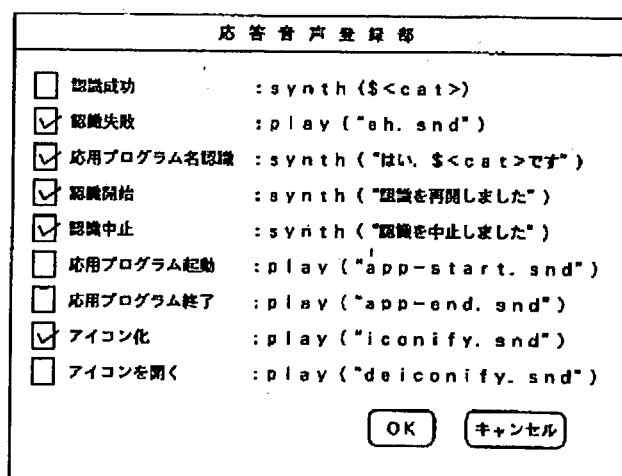 応答音声登録部
認識成功 :synth($<cat>)
認識失敗 :play("eh.snd")
応用プログラム名認識 :synth("はい、$<cat>です")
認識開始 :synth("認識を再開しました")
認識中止 :synth("認識を中止しました")
応用プログラム起動 :play("app-start.snd")
応用プログラム終了 :play("app-end.snd")
アイコン化 :play("iconify.snd")
アイコンを開く :play("deiconify.snd")
OK キャンセル